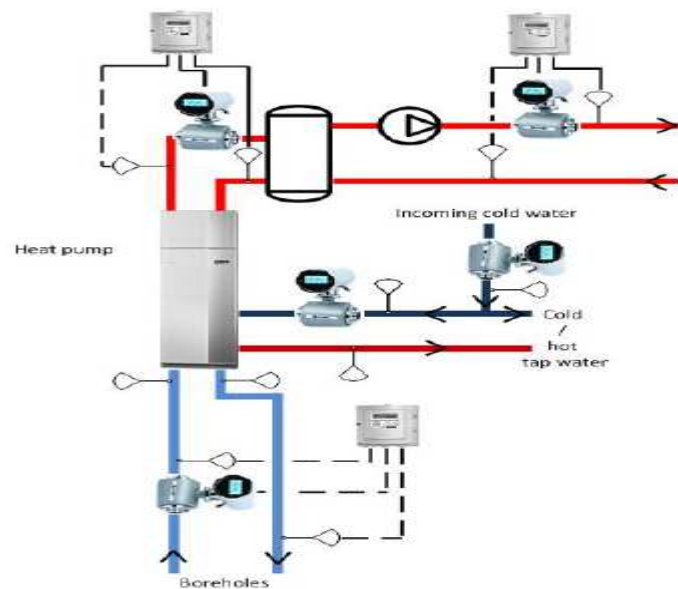 Incoming cold water
Heat pump
Cold
/
hot
tap water
Boreholes